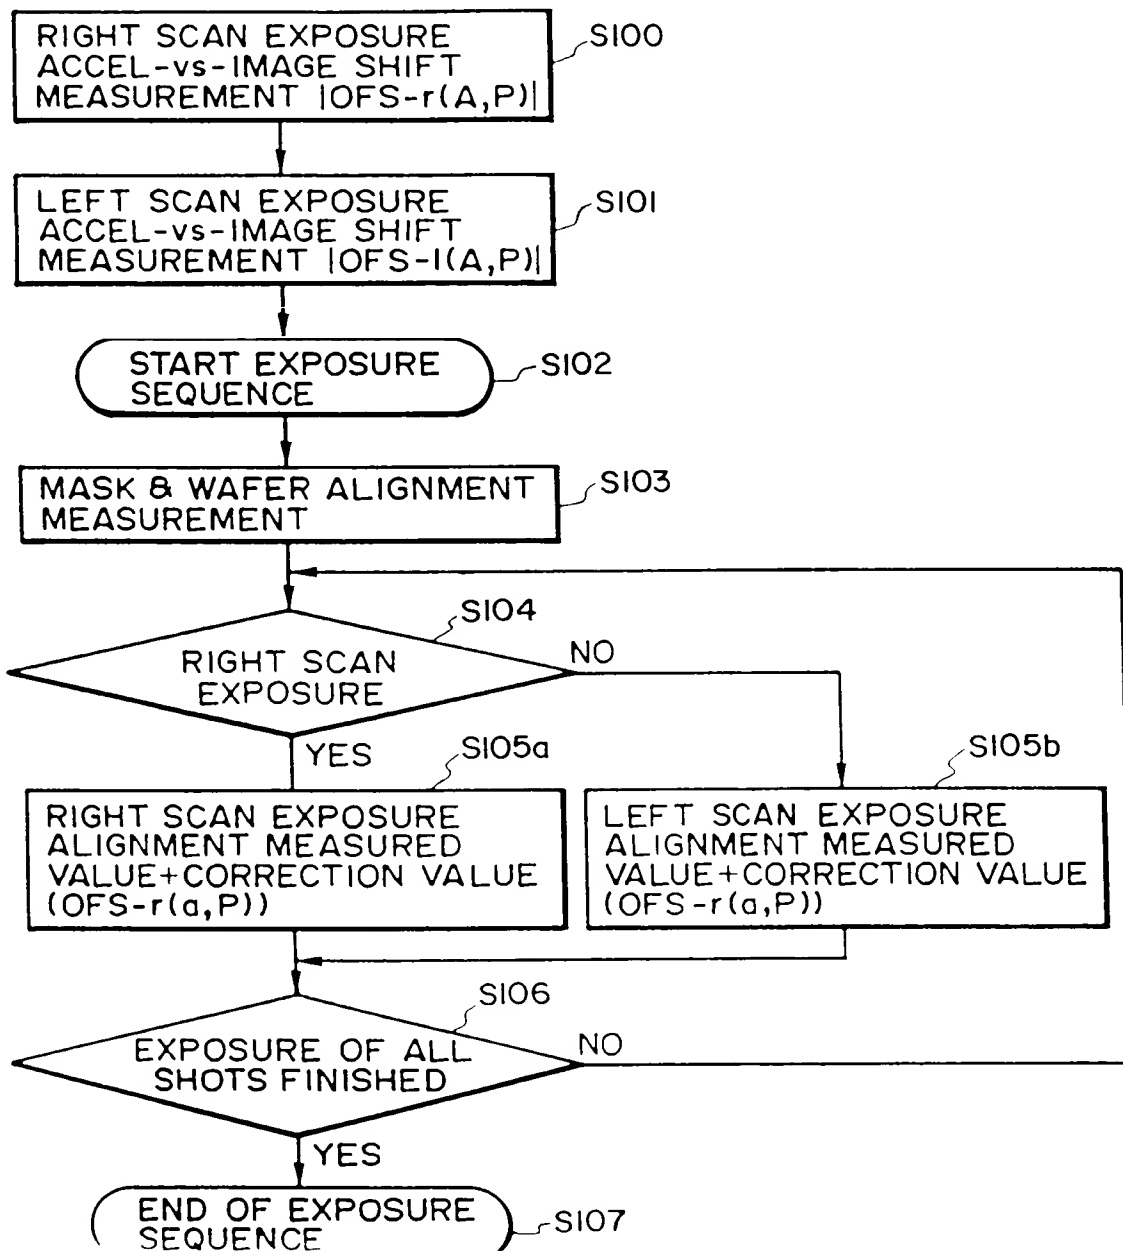 RIGHT SCAN EXPOSURE
ACCEL-vs-IMAGE SHIFT
MEASUREMENT |OFS-r(A,P)|
S100
LEFT SCAN EXPOSURE
ACCEL-vs-IMAGE SHIFT
MEASUREMENT |OFS-l(A,P)|
S101
START EXPOSURE
SEQUENCE
S102
MASK & WAFER ALIGNMENT
MEASUREMENT
S103
S104
RIGHT SCAN
EXPOSURE
NO
YES
S105a
RIGHT SCAN EXPOSURE
ALIGNMENT MEASURED
VALUE+CORRECTION VALUE
(OFS-r(a,P))
S105b
LEFT SCAN EXPOSURE
ALIGNMENT MEASURED
VALUE+CORRECTION VALUE
(OFS-r(a,P))
S106
EXPOSURE OF ALL
SHOTS FINISHED
NO
YES
END OF EXPOSURE
SEQUENCE
S107